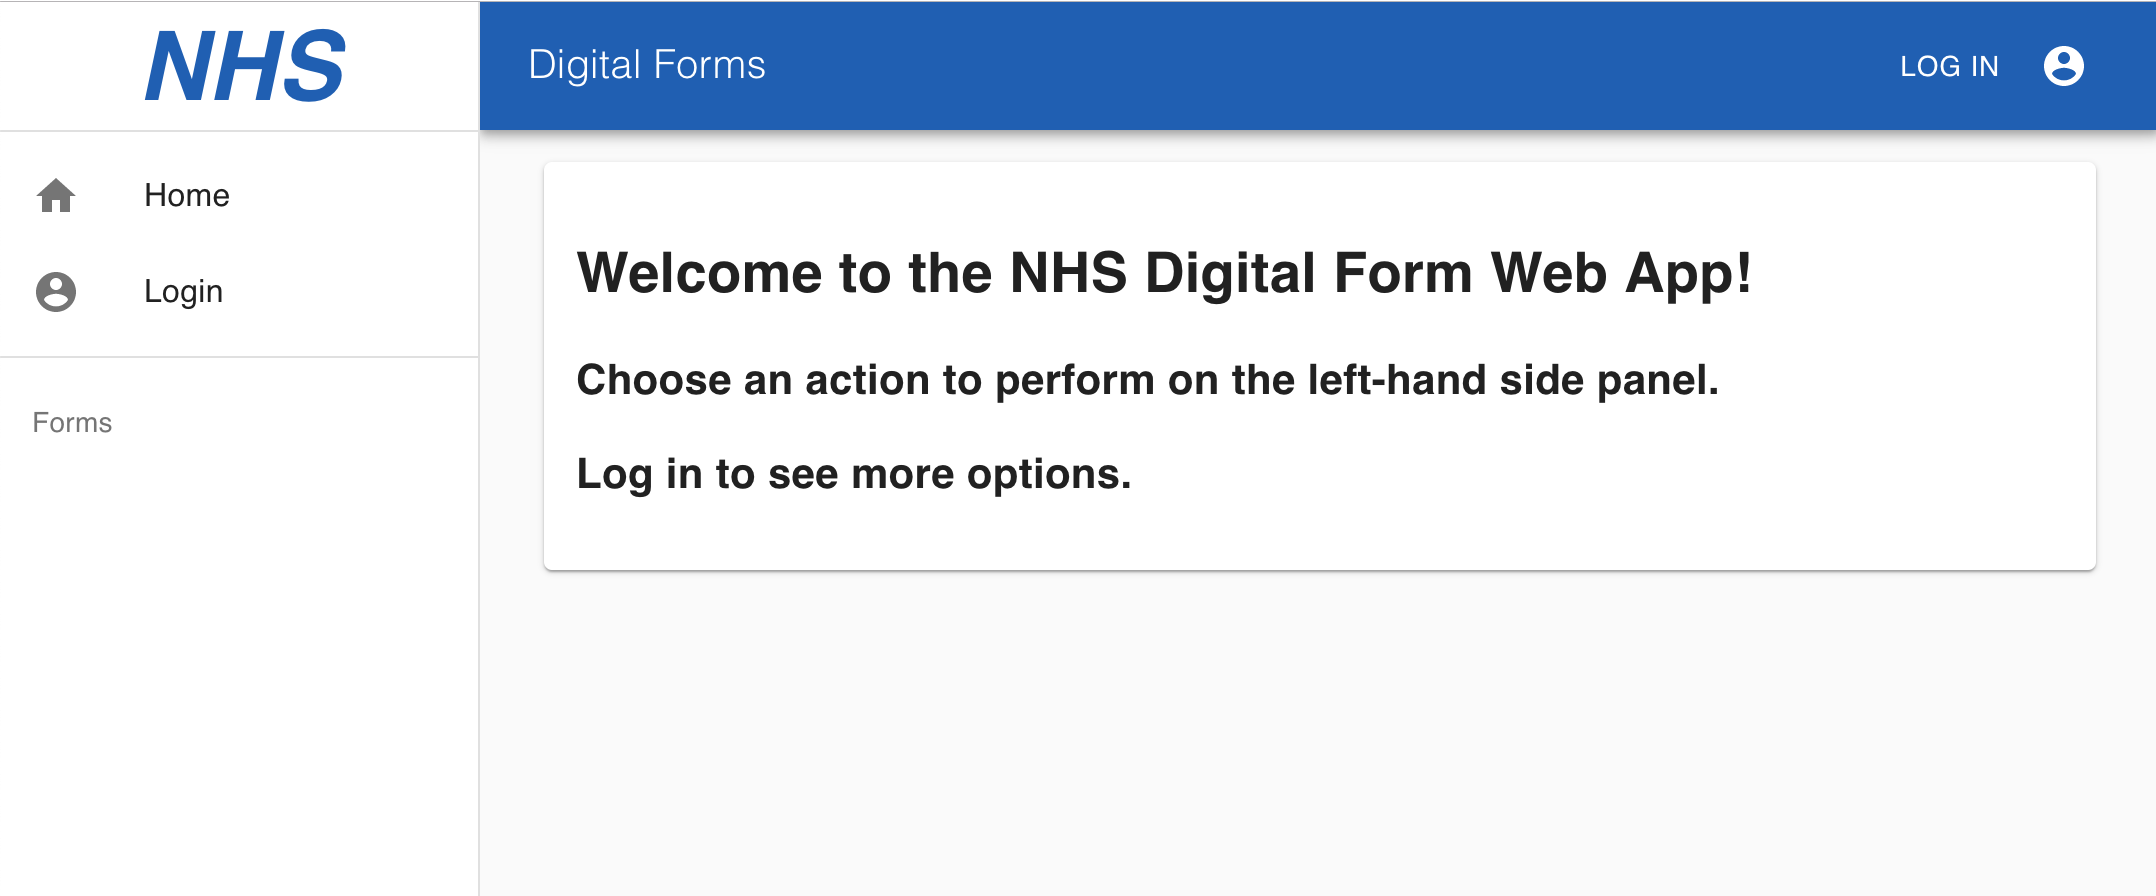 NHS
Digital Forms
LOG IN
Home
Login
Forms
Welcome to the NHS Digital Form Web App!
Choose an action to perform on the left-hand side panel.
Log in to see more options.